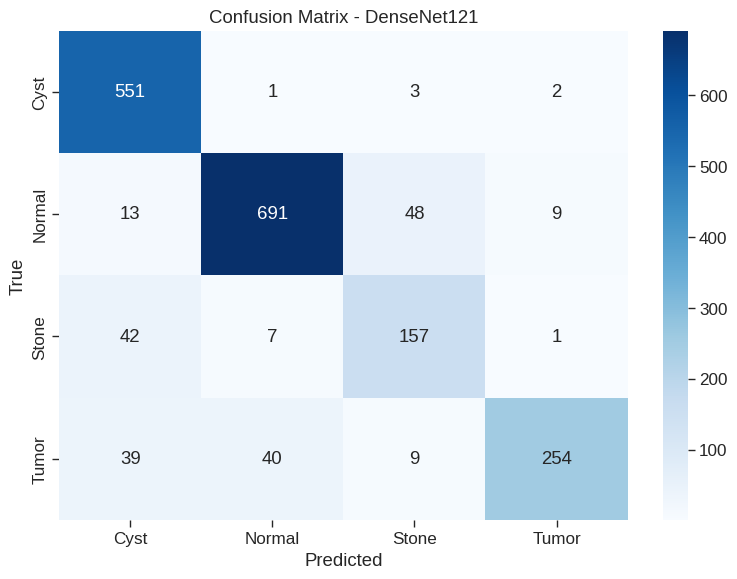 Confusion Matrix - DenseNet121
Cyst 551 1 3 2
Normal 13 691 48 9
Stone 42 7 157 1
Tumor 39 40 9 254
Cyst Normal Stone Tumor
Predicted
True
600
500
400
300
200
100